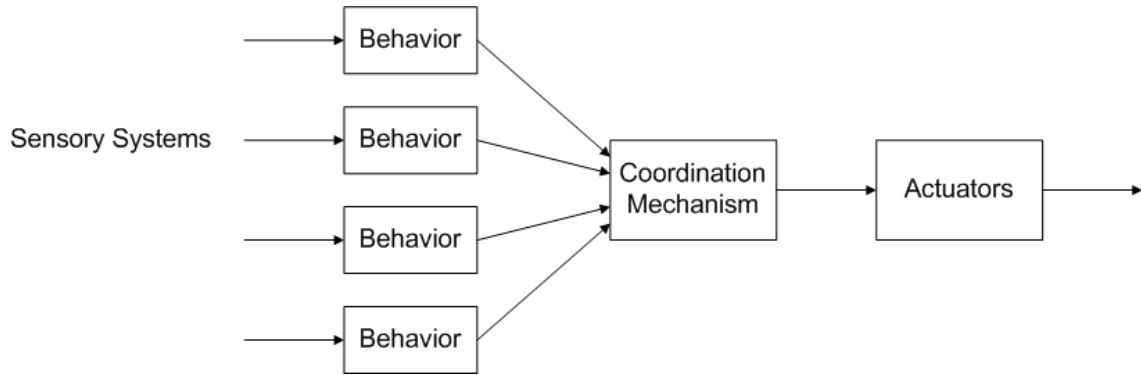 Behavior
Sensory Systems
Behavior
Coordination
Mechanism
Actuators
Behavior
Behavior